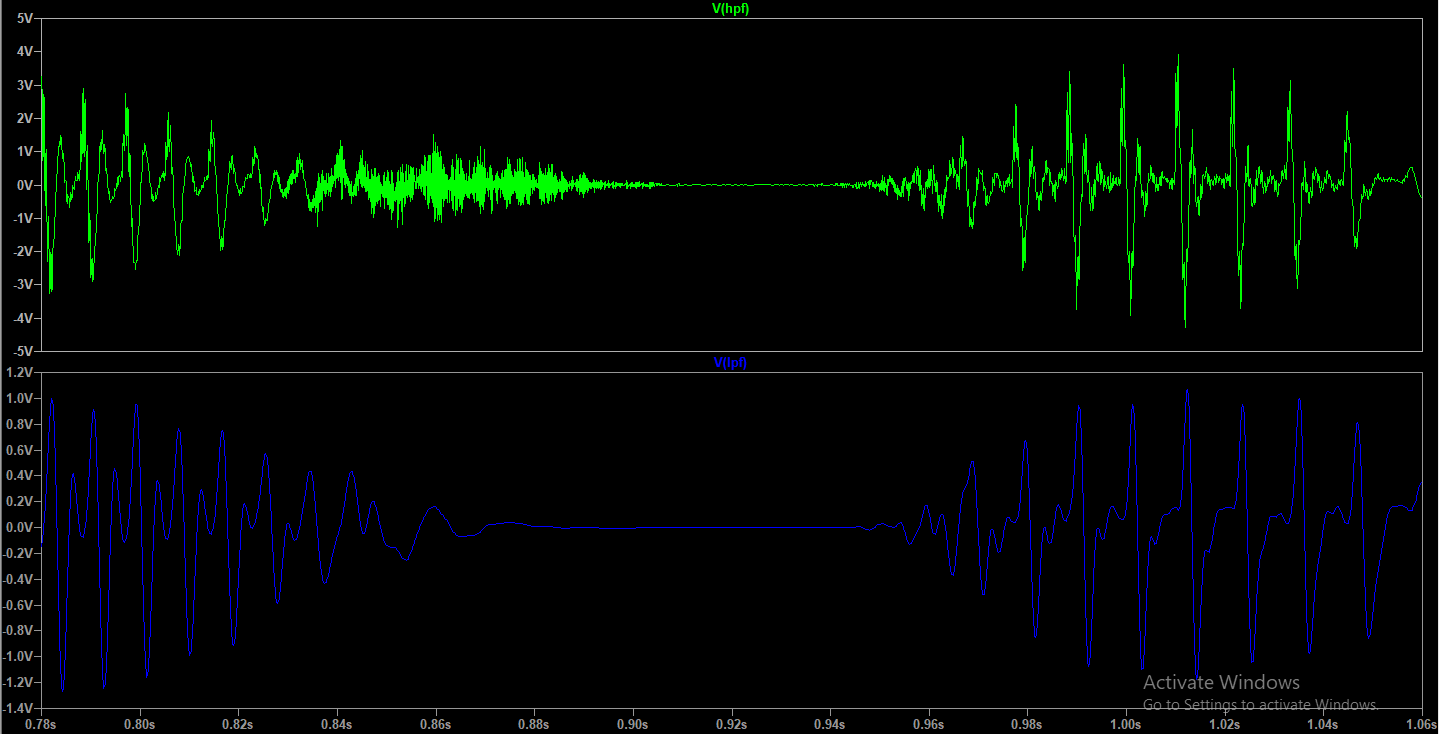 V(hpf)
5V
4V
3V
2V
1V
0V
-1V
-2V
-3V
-4V
-5V
V(lpf)
1.2V
1.0V
0.8V
0.6V
0.4V
0.2V
0.0V
-0.2V
-0.4V
-0.6V
-0.8V
-1.0V
-1.2V
-1.4V
0.78s 0.80s 0.82s 0.84s 0.86s 0.88s 0.90s 0.92s 0.94s 0.96s 0.98s 1.00s 1.02s 1.04s 1.06s
Activate Windows
Go to Settings to activate Windows.